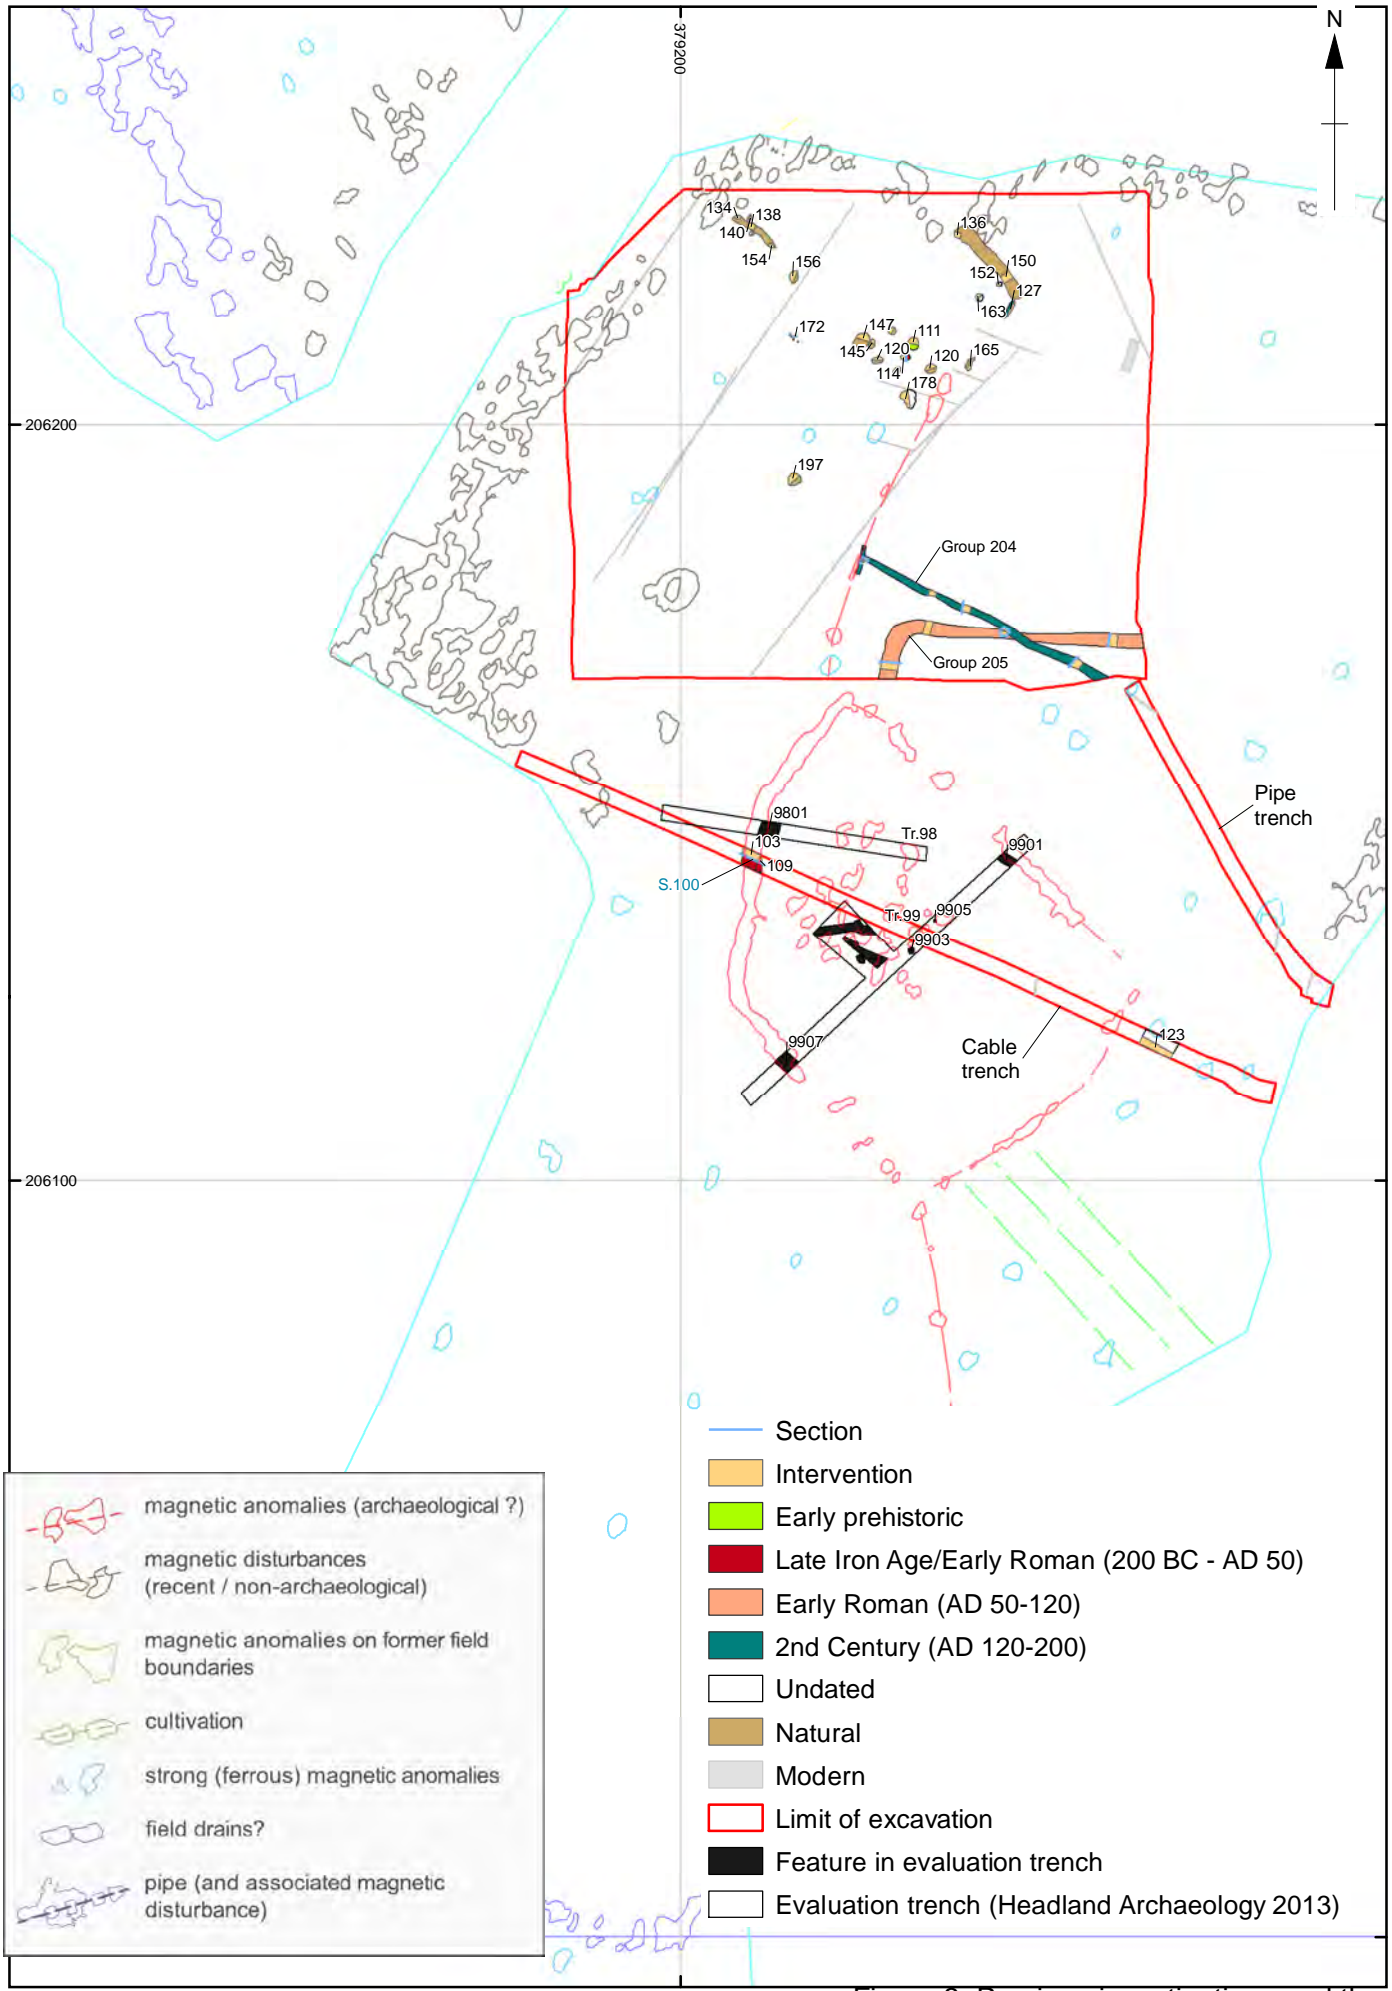 N
379200
134
138
140
154
156
136
150
152
127
163
172
147
111
145
120
120
165
114
178
206200
197
Group 204
Group 205
Pipe
trench
9801
Tr.98
103
109
S.100
9901
9905
Tr.99
9903
9907
123
Cable
trench
206100
Section
Intervention
Early prehistoric
Late Iron Age/Early Roman (200 BC - AD 50)
Early Roman (AD 50-120)
2nd Century (AD 120-200)
Undated
Natural
Modern
Limit of excavation
Feature in evaluation trench
Evaluation trench (Headland Archaeology 2013)
magnetic anomalies (archaeological ?)
magnetic disturbances
(recent / non-archaeological)
magnetic anomalies on former field
boundaries
cultivation
strong (ferrous) magnetic anomalies
field drains?
pipe (and associated magnetic
disturbance)